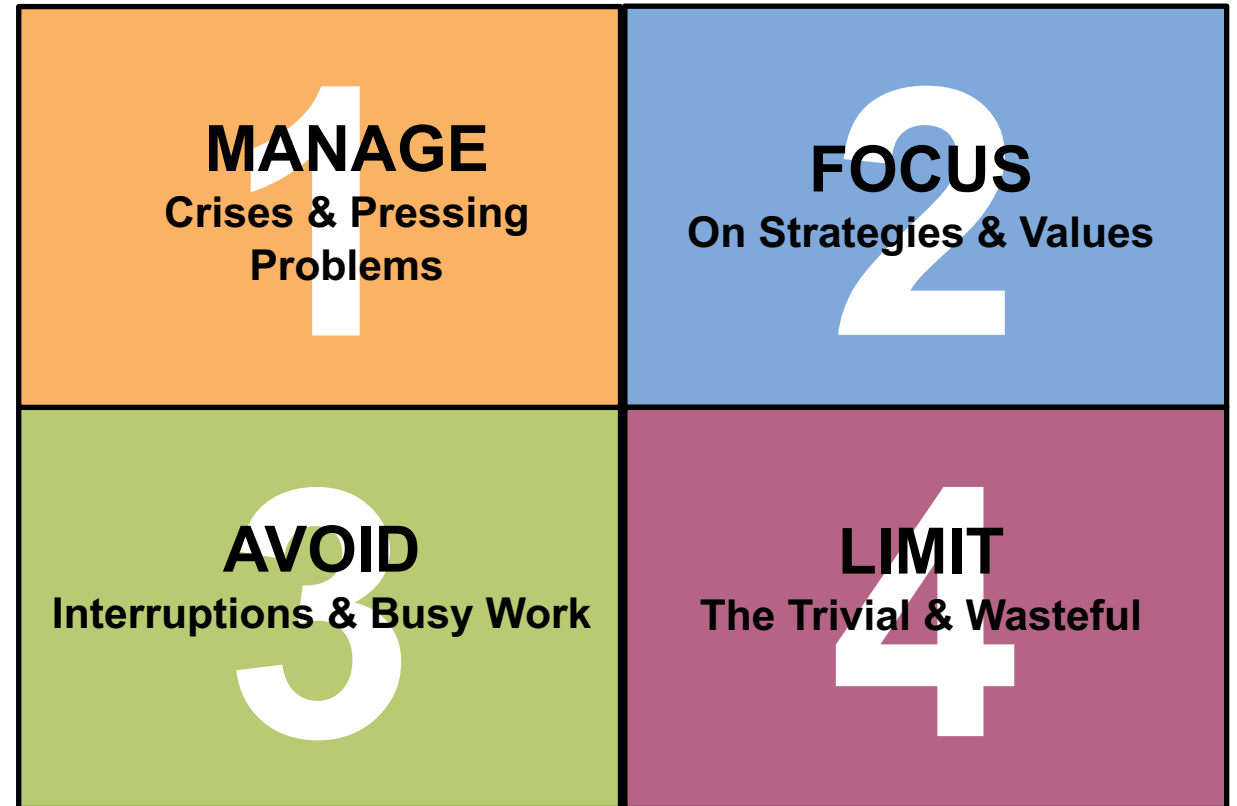 1
MANAGE
Crises & Pressing
Problems
2
FOCUS
On Strategies & Values
3
AVOID
Interruptions & Busy Work
4
LIMIT
The Trivial & Wasteful